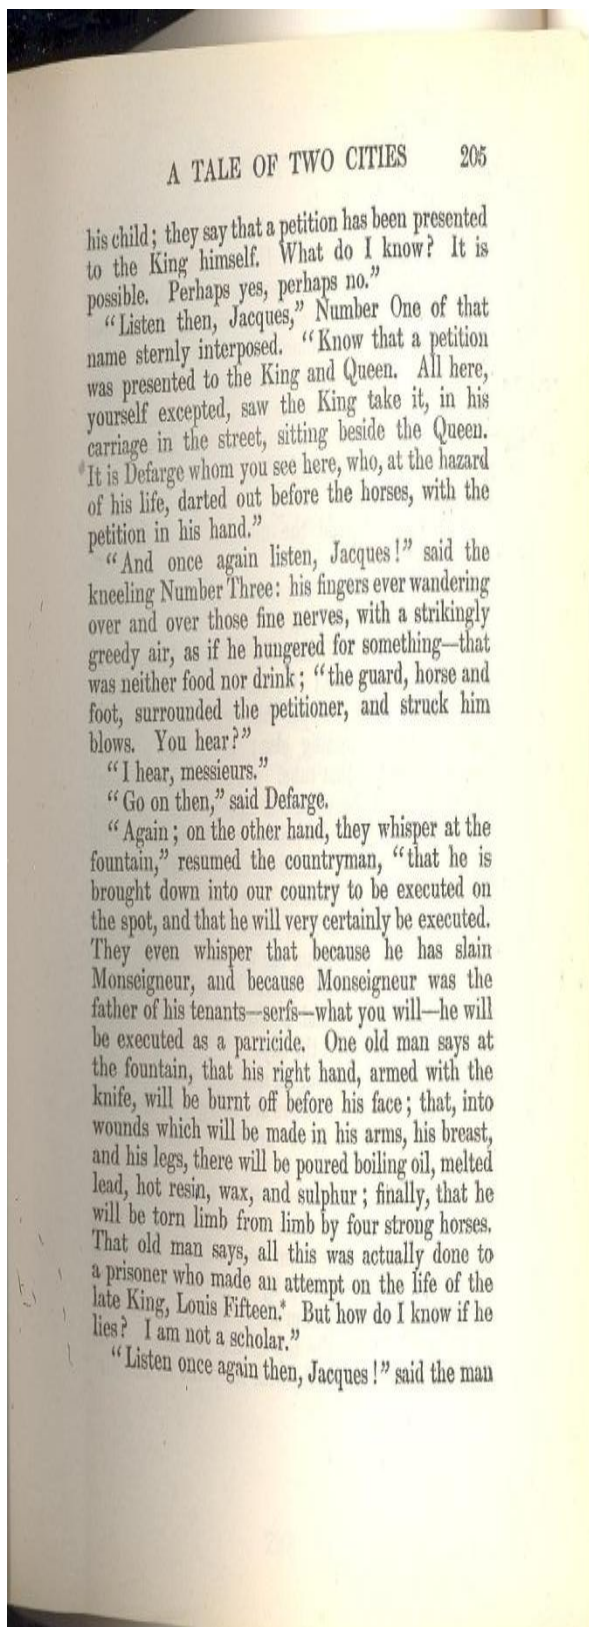 A TALE OF TWO CITIES 205
his child; they say that a petition has been presented
to the King himself. What do I know? It is
possible. Perhaps yes, perhaps no.”
“Listen then, Jacques,” Number One of that
name sternly interposed. “Know that a petition
was presented to the King and Queen. All here,
yourself excepted, saw the King take it, in his
carriage in the street, sitting beside the Queen.
It is Defarge whom you see here, who, at the hazard
of his life, darted out before the horses, with the
petition in his hand.”
“And once again listen, Jacques!” said the
kneeling Number Three: his fingers ever wandering
over and over those fine nerves, with a strikingly
greedy air, as if he hungered for something—that
was neither food nor drink; “the guard, horse and
foot, surrounded the petitioner, and struck him
blows. You hear?”
“I hear, messieurs.”
“Go on then,” said Defarge.
“Again; on the other hand, they whisper at the
fountain,” resumed the countryman, “that he is
brought down into our country to be executed on
the spot, and that he will very certainly be executed.
They even whisper that because he has slain
Monseigneur, and because Monseigneur was the
father of his tenants—serfs—what you will—he will
be executed as a parricide. One old man says at
the fountain, that his right hand, armed with the
knife, will be burnt off before his face; that, into
wounds which will be made in his arms, his breast,
and his legs, there will be poured boiling oil, melted
lead, hot resin, wax, and sulphur; finally, that he
will be torn limb from limb by four strong horses.
That old man says, all this was actually done to
a prisoner who made an attempt on the life of the
late King, Louis Fifteen.* But how do I know if he
lies? I am not a scholar.”
“Listen once again then, Jacques!” said the man